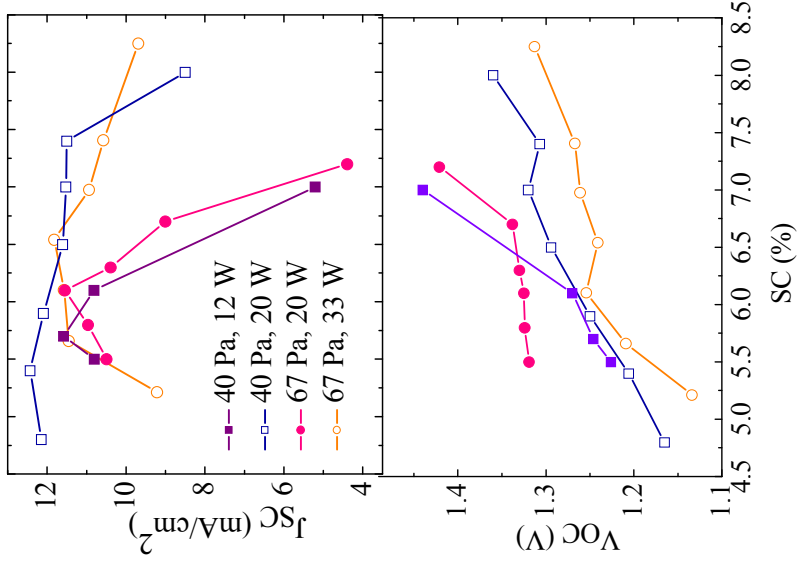 12
10
8
6
4
J_SC (mA/cm²)
40 Pa, 12 W
40 Pa, 20 W
67 Pa, 20 W
67 Pa, 33 W
1.4
1.3
1.2
1.1
V_OC (V)
4.5
5.0
5.5
6.0
6.5
7.0
7.5
8.0
8.5
SC (%)